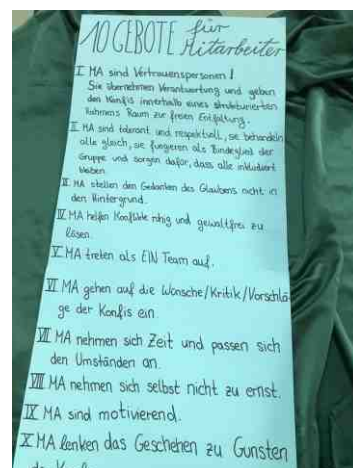 10 GEBOTE für
Mitarbeiter
I MA sind Vertrauenspersonen!
Sie übernehmen Verantwortung und geben
den Konfis innerhalb eines strukturierten
Rahmens Raum zur freien Entfaltung.
II MA sind tolerant und respektvoll, sie behandeln
alle gleich, sie fungieren als Bindeglied der
Gruppe und sorgen dafür, dass alle inkludiert
bleiben.
III MA stellen den Gedanken des Glaubens nicht in
den Hintergrund.
IV MA helfen Konflikte ruhig und gewaltfrei zu
lösen.
V MA treten als EIN Team auf.
VI MA gehen auf die Wünsche/Kritik/Vorschlä-
ge der Konfis ein.
VII MA nehmen sich Zeit und passen sich
den Umständen an.
VIII MA nehmen sich selbst nicht zu ernst.
IX MA sind motivierend.
X MA lenken das Geschehen zu Gunsten